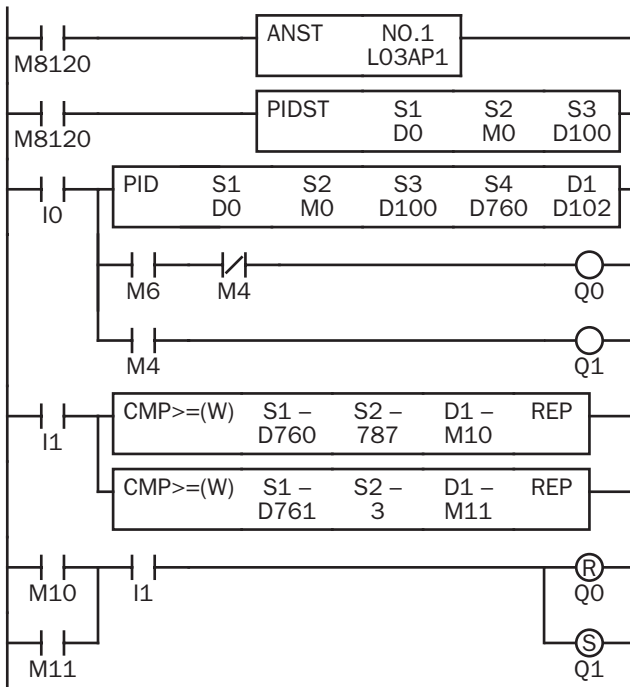 ANST NO.1
L03AP1
M8120
PIDST S1 S2 S3
D0 M0 D100
M8120
PID S1 S2 S3 S4 D1
D0 M0 D100 D760 D102
I0
M6 M4 Q0
M4 Q1
CMP>=(W) S1 – S2 – D1 – REP
D760 787 M10
I1
CMP>=(W) S1 – S2 – D1 – REP
D761 3 M11
R
M10 I1 Q0
S
M11 Q1